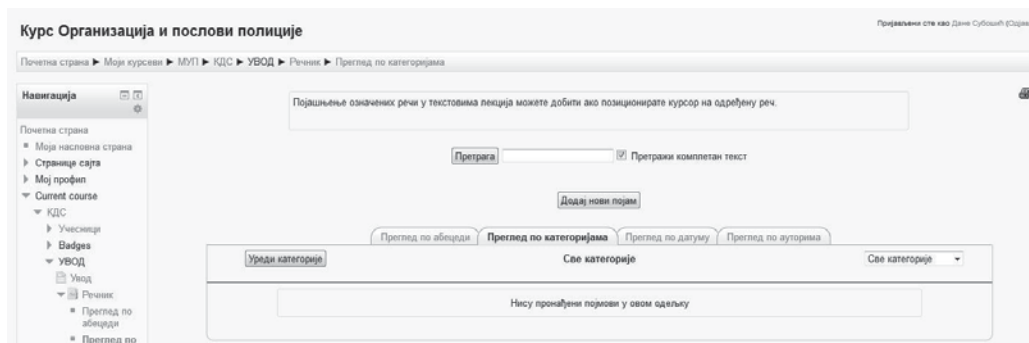 Пријављени сте као Дане Субошић
Курс Организација и послови полиције
Почетна страна ► Моји курсеви ► МУП ► КДС ► УВОД ► Речник ► Преглед по категоријама
Навигација
Почетна страна
Моја насловна страна
Странице сајта
Мој профил
Current course
КДС
Учесници
Badges
УВОД
Увод
Речник
Преглед по
абецеди
Преглед по
Појашњење означених речи у текстовима лекција можете добити ако позиционирате курсор на одређену реч.
Претрага
Претражи комплетан текст
Додај нови појам
Преглед по абецеди Преглед по категоријама Преглед по датуму Преглед по ауторима
Уреди категорије Све категорије Све категорије
Нису пронађени појмови у овом одељку